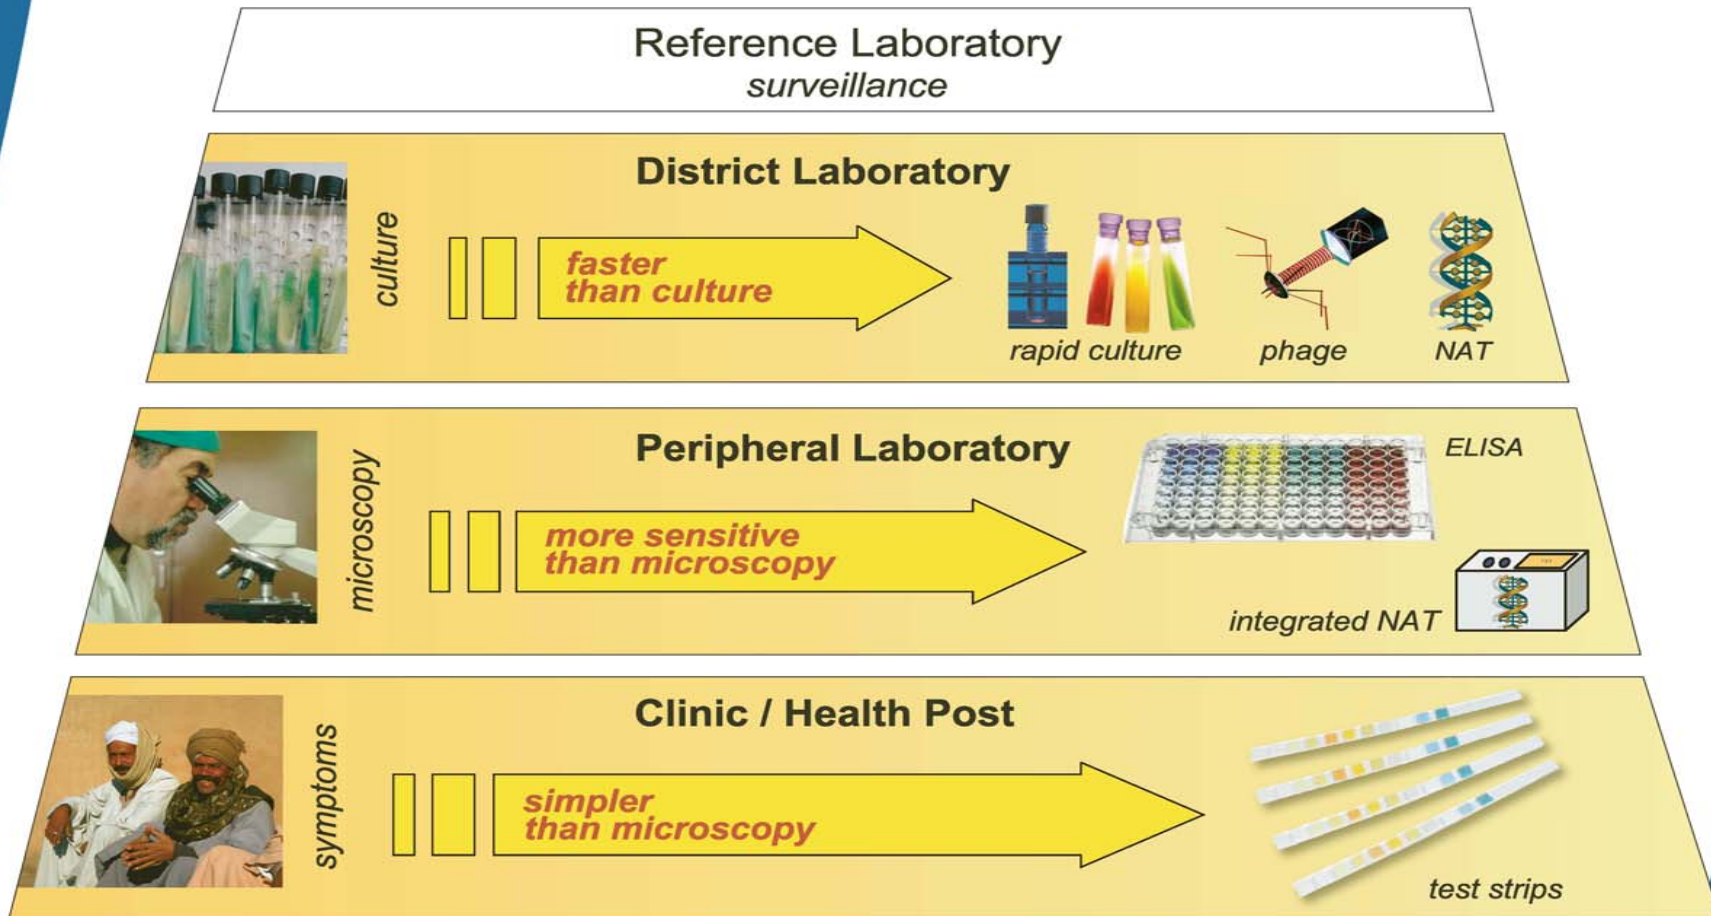 Reference Laboratory
surveillance
District Laboratory
culture
faster
than culture
rapid culture
phage
NAT
Peripheral Laboratory
microscopy
more sensitive
than microscopy
ELISA
integrated NAT
Clinic / Health Post
symptoms
simpler
than microscopy
test strips